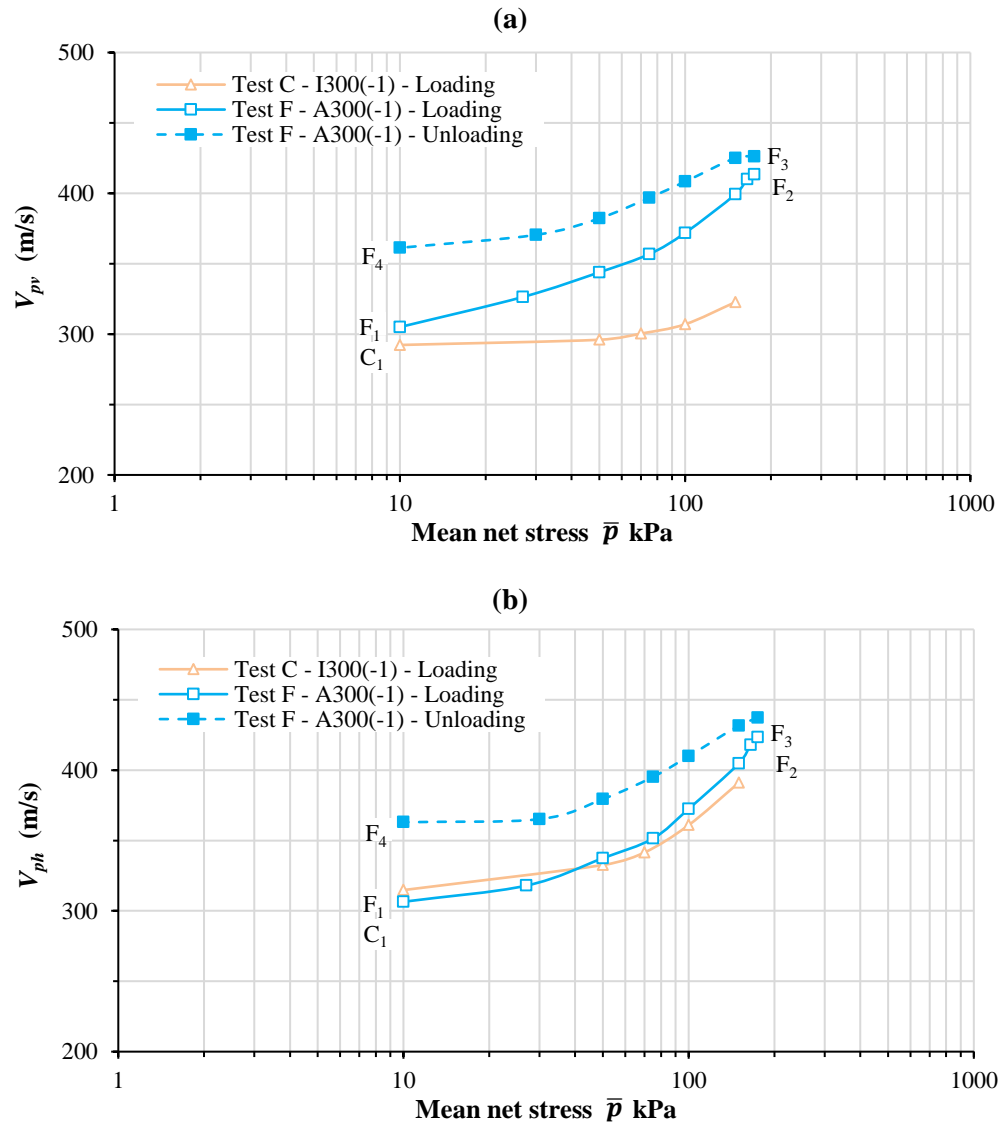 (a)
500
Test C - I300(-1) - Loading
Test F - A300(-1) - Loading
Test F - A300(-1) - Unloading
F₃
400
F₂
V_pv (m/s)
F₄
F₁
300
C₁
200
1 10 100 1000
Mean net stress p̅ kPa
(b)
500
Test C - I300(-1) - Loading
Test F - A300(-1) - Loading
Test F - A300(-1) - Unloading
F₃
400
F₂
V_ph (m/s)
F₄
F₁
300
C₁
200
1 10 100 1000
Mean net stress p̅ kPa